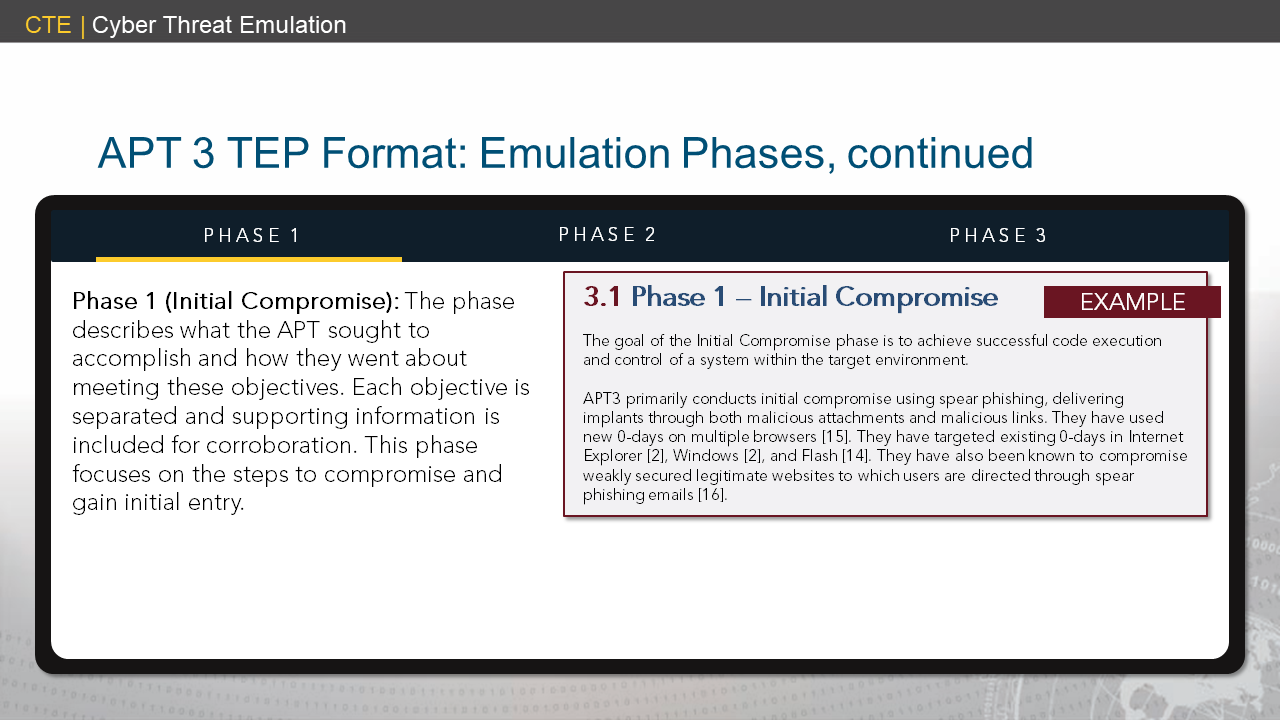 CTE | Cyber Threat Emulation
APT 3 TEP Format: Emulation Phases, continued
PHASE 1
PHASE 2
PHASE 3
Phase 1 (Initial Compromise): The phase
describes what the APT sought to
accomplish and how they went about
meeting these objectives. Each objective is
separated and supporting information is
included for corroboration. This phase
focuses on the steps to compromise and
gain initial entry.
3.1 Phase 1 – Initial Compromise
EXAMPLE
The goal of the Initial Compromise phase is to achieve successful code execution
and control of a system within the target environment.
APT3 primarily conducts initial compromise using spear phishing, delivering
implants through both malicious attachments and malicious links. They have used
new 0-days on multiple browsers [15]. They have targeted existing 0-days in Internet
Explorer [2], Windows [2], and Flash [14]. They have also been known to compromise
weakly secured legitimate websites to which users are directed through spear
phishing emails [16].